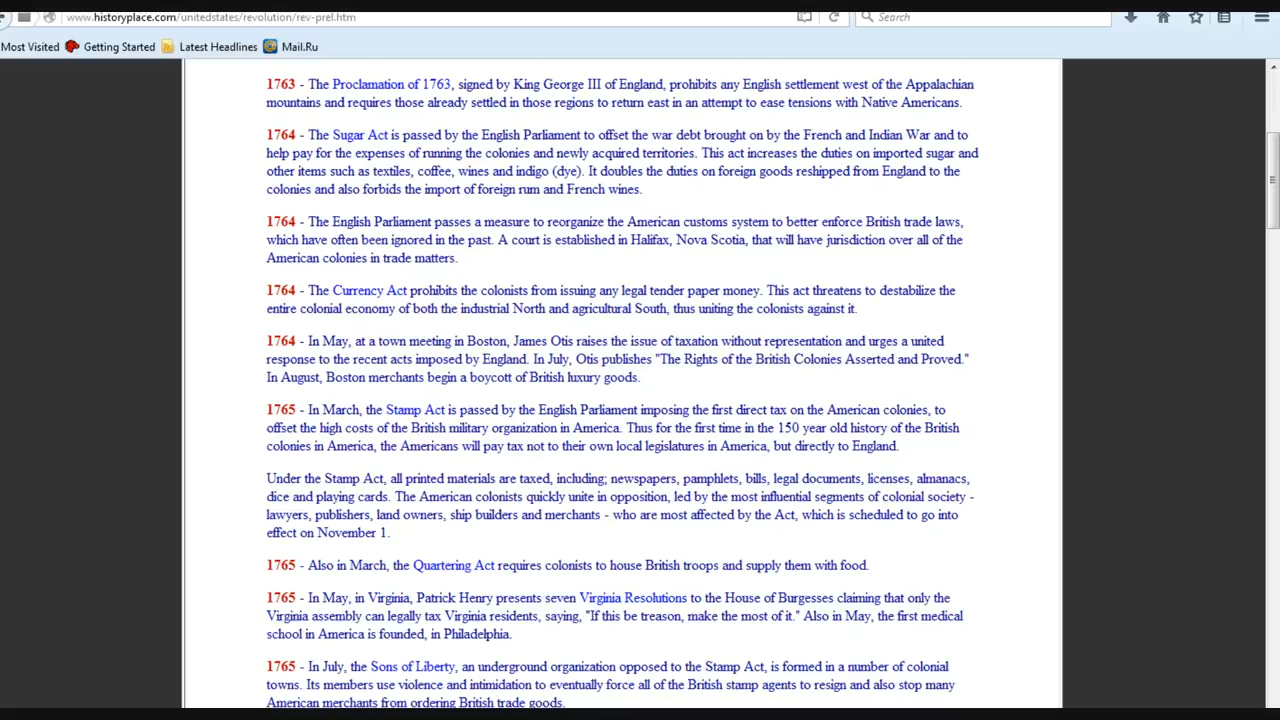 www.historyplace.com/unitedstates/revolution/rev-prel.htm
Search
Most Visited
Getting Started
Latest Headlines
Mail.Ru
1763 - The Proclamation of 1763, signed by King George III of England, prohibits any English settlement west of the Appalachian
mountains and requires those already settled in those regions to return east in an attempt to ease tensions with Native Americans.
1764 - The Sugar Act is passed by the English Parliament to offset the war debt brought on by the French and Indian War and to
help pay for the expenses of running the colonies and newly acquired territories. This act increases the duties on imported sugar and
other items such as textiles, coffee, wines and indigo (dye). It doubles the duties on foreign goods reshipped from England to the
colonies and also forbids the import of foreign rum and French wines.
1764 - The English Parliament passes a measure to reorganize the American customs system to better enforce British trade laws,
which have often been ignored in the past. A court is established in Halifax, Nova Scotia, that will have jurisdiction over all of the
American colonies in trade matters.
1764 - The Currency Act prohibits the colonists from issuing any legal tender paper money. This act threatens to destabilize the
entire colonial economy of both the industrial North and agricultural South, thus uniting the colonists against it.
1764 - In May, at a town meeting in Boston, James Otis raises the issue of taxation without representation and urges a united
response to the recent acts imposed by England. In July, Otis publishes "The Rights of the British Colonies Asserted and Proved."
In August, Boston merchants begin a boycott of British luxury goods.
1765 - In March, the Stamp Act is passed by the English Parliament imposing the first direct tax on the American colonies, to
offset the high costs of the British military organization in America. Thus for the first time in the 150 year old history of the British
colonies in America, the Americans will pay tax not to their own local legislatures in America, but directly to England.
Under the Stamp Act, all printed materials are taxed, including; newspapers, pamphlets, bills, legal documents, licenses, almanacs,
dice and playing cards. The American colonists quickly unite in opposition, led by the most influential segments of colonial society -
lawyers, publishers, land owners, ship builders and merchants - who are most affected by the Act, which is scheduled to go into
effect on November 1.
1765 - Also in March, the Quartering Act requires colonists to house British troops and supply them with food.
1765 - In May, in Virginia, Patrick Henry presents seven Virginia Resolutions to the House of Burgesses claiming that only the
Virginia assembly can legally tax Virginia residents, saying, "If this be treason, make the most of it." Also in May, the first medical
school in America is founded, in Philadelphia.
1765 - In July, the Sons of Liberty, an underground organization opposed to the Stamp Act, is formed in a number of colonial
towns. Its members use violence and intimidation to eventually force all of the British stamp agents to resign and also stop many
American merchants from ordering British trade goods.